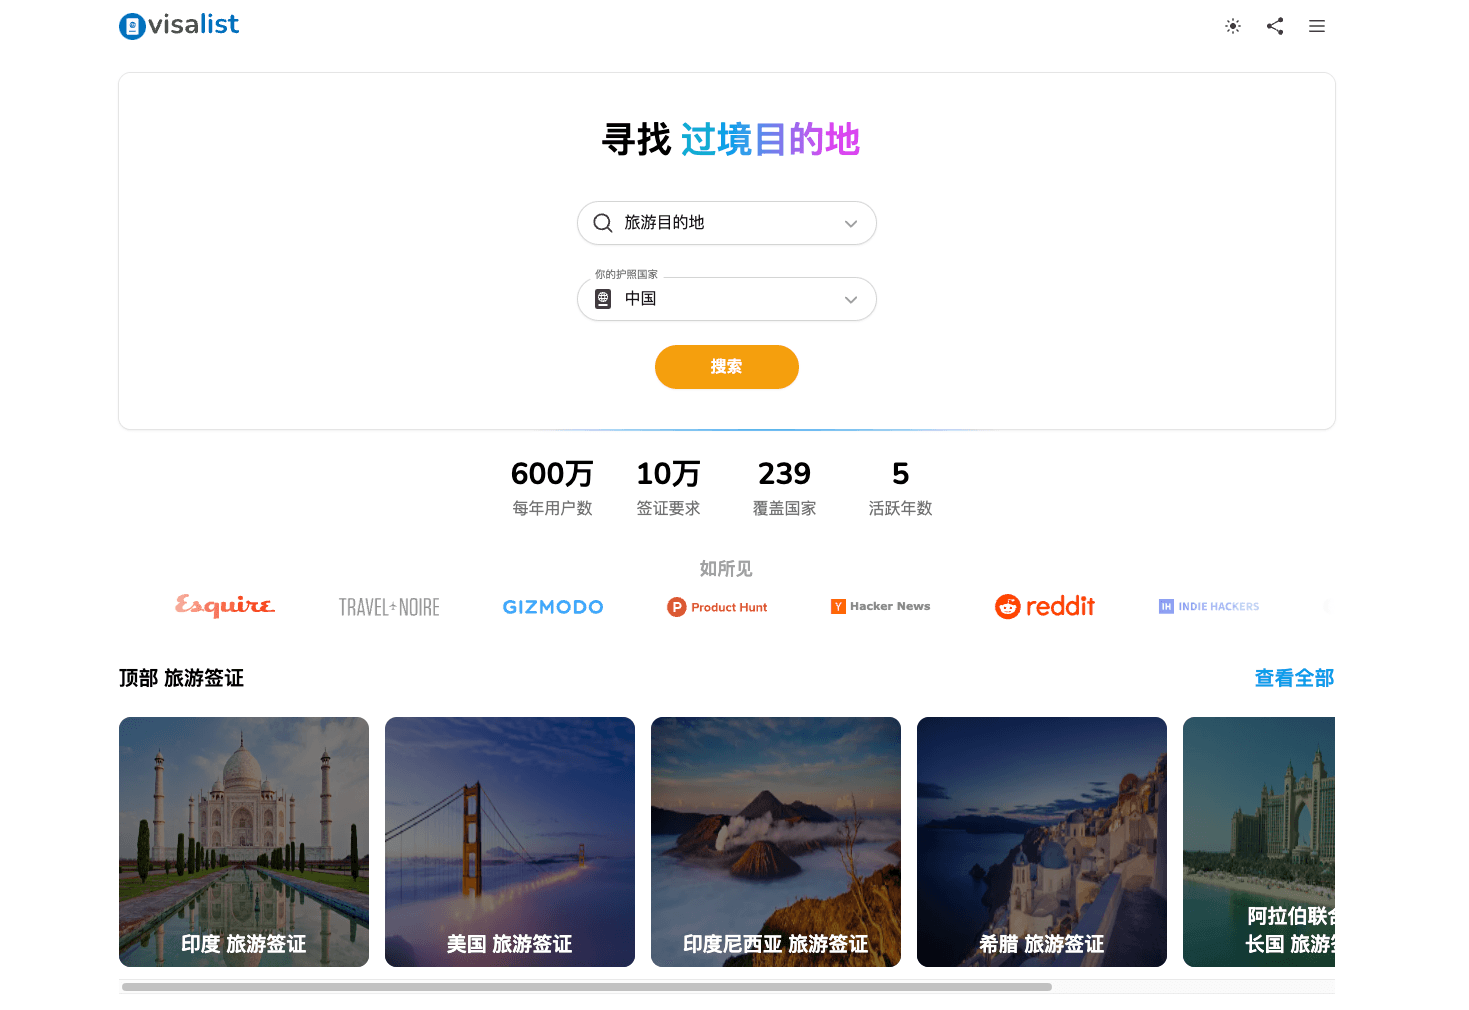 visalist
寻找 过境目的地
旅游目的地
你的护照国家
中国
搜索
600万
每年用户数
10万
签证要求
239
覆盖国家
5
活跃年数
如所见
Esquire
TRAVEL+NOIRE
GIZMODO
P Product Hunt
Y Hacker News
reddit
IH INDIE HACKERS
顶部 旅游签证
查看全部
印度 旅游签证
美国 旅游签证
印度尼西亚 旅游签证
希腊 旅游签证
阿拉伯联合
长国 旅游